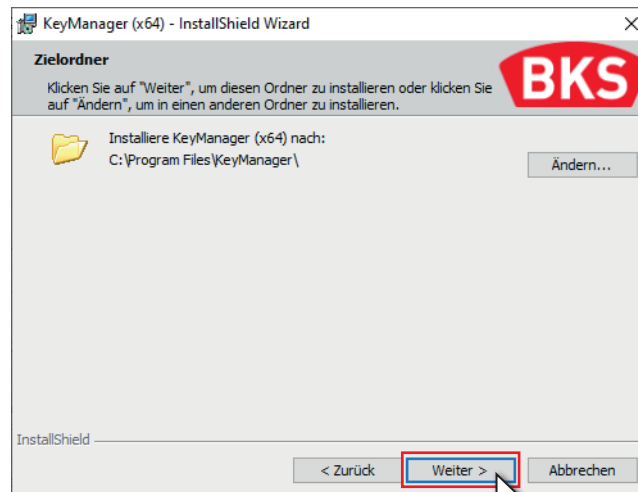 KeyManager (x64) - InstallShield Wizard
Zielordner
Klicken Sie auf "Weiter", um diesen Ordner zu installieren oder klicken Sie
auf "Ändern", um in einen anderen Ordner zu installieren.
BKS
Installiere KeyManager (x64) nach:
C:\Program Files\KeyManager\
Ändern...
InstallShield
< Zurück
Weiter >
Abbrechen